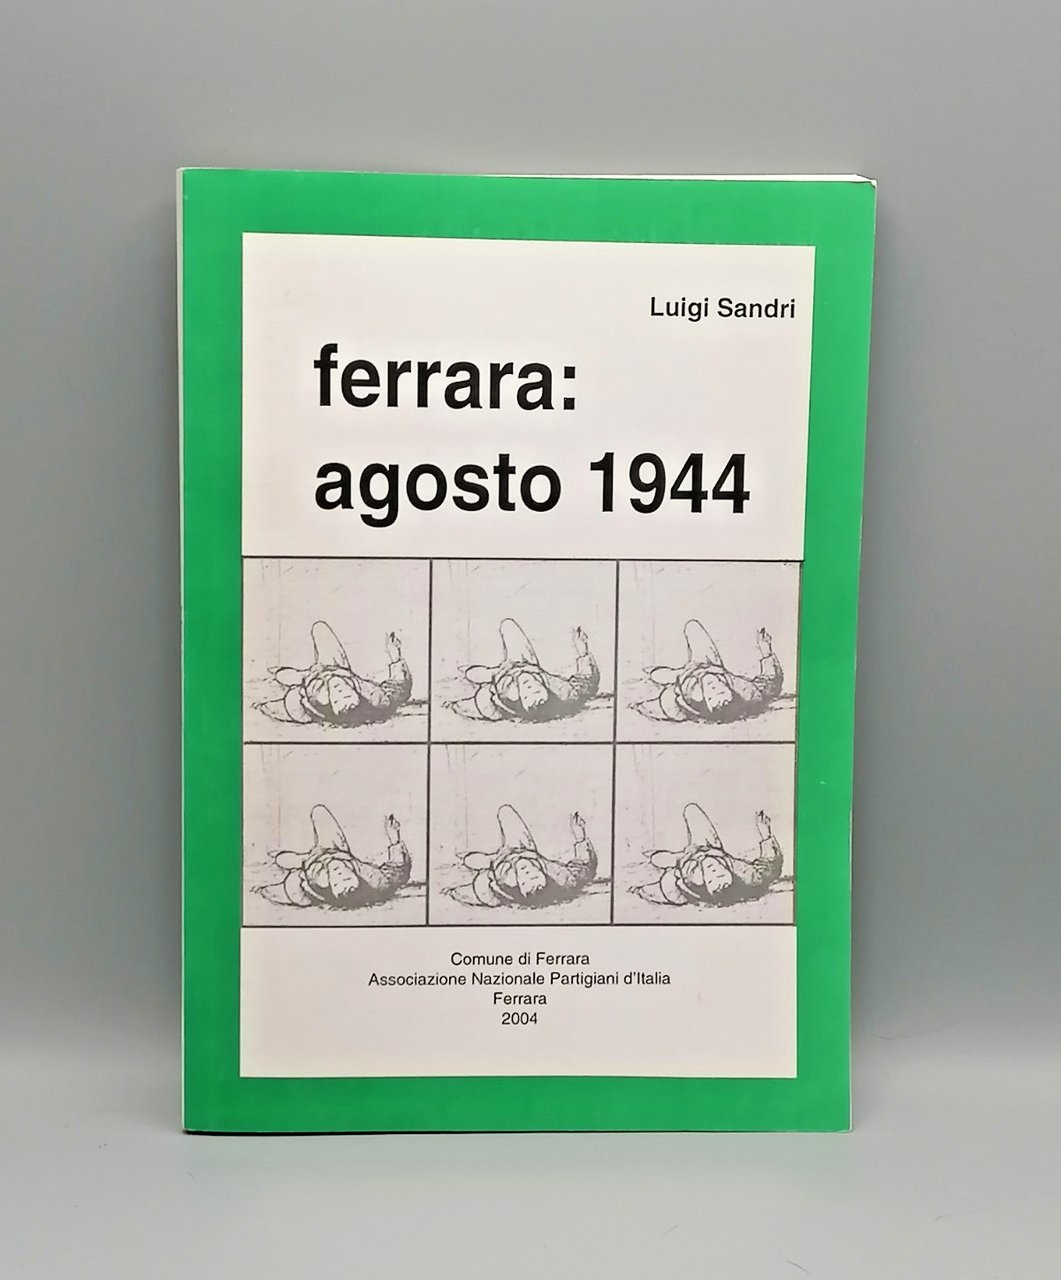 Luigi Sandri
ferrara:
agosto 1944
Comune di Ferrara
Associazione Nazionale Partigiani d'Italia
Ferrara
2004